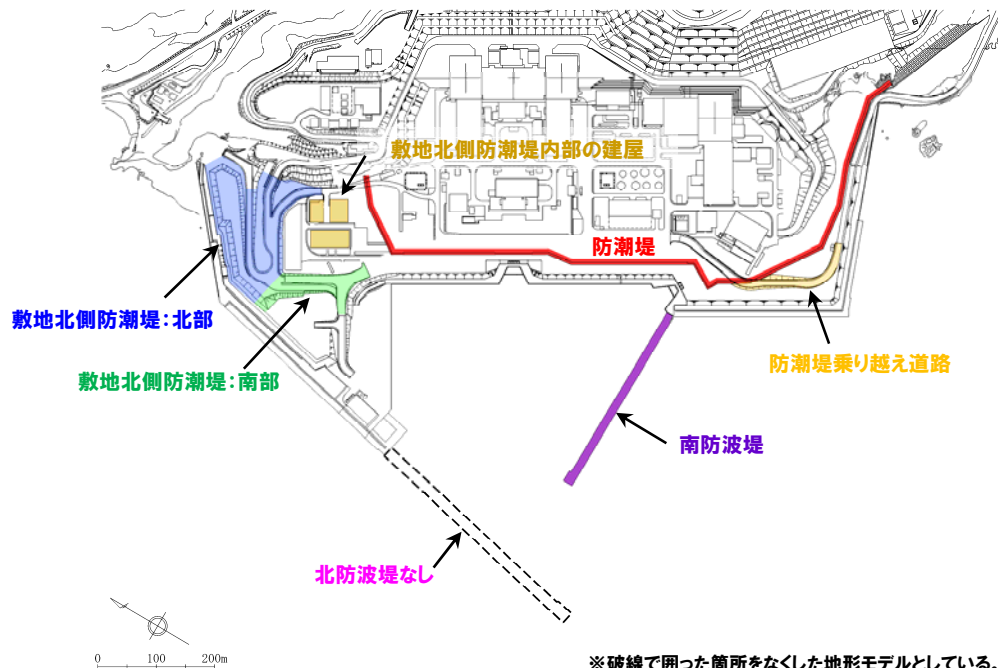 敷地北側防潮堤内部の建屋
防潮堤
敷地北側防潮堤:北部
防潮堤乗り越え道路
敷地北側防潮堤:南部
南防波堤
北防波堤なし
0 100 200m
※破線で囲った箇所をなくした地形モデルとしている。